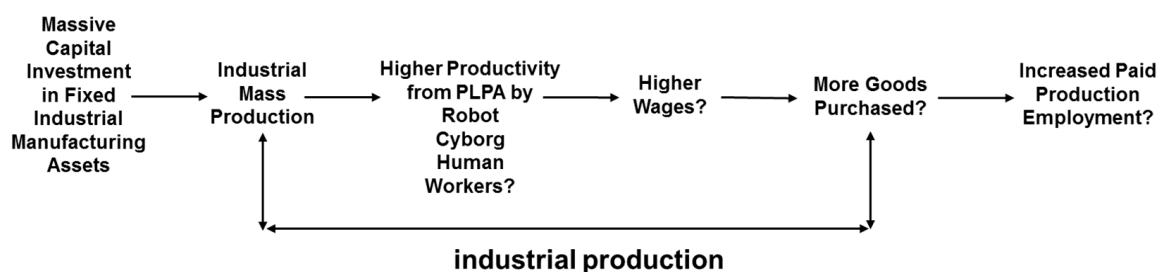 Massive
Capital
Investment
in Fixed
Industrial
Manufacturing
Assets
Industrial
Mass
Production
Higher Productivity
from PLPA by
Robot
Cyborg
Human
Workers?
Higher
Wages?
More Goods
Purchased?
Increased Paid
Production
Employment?
industrial production